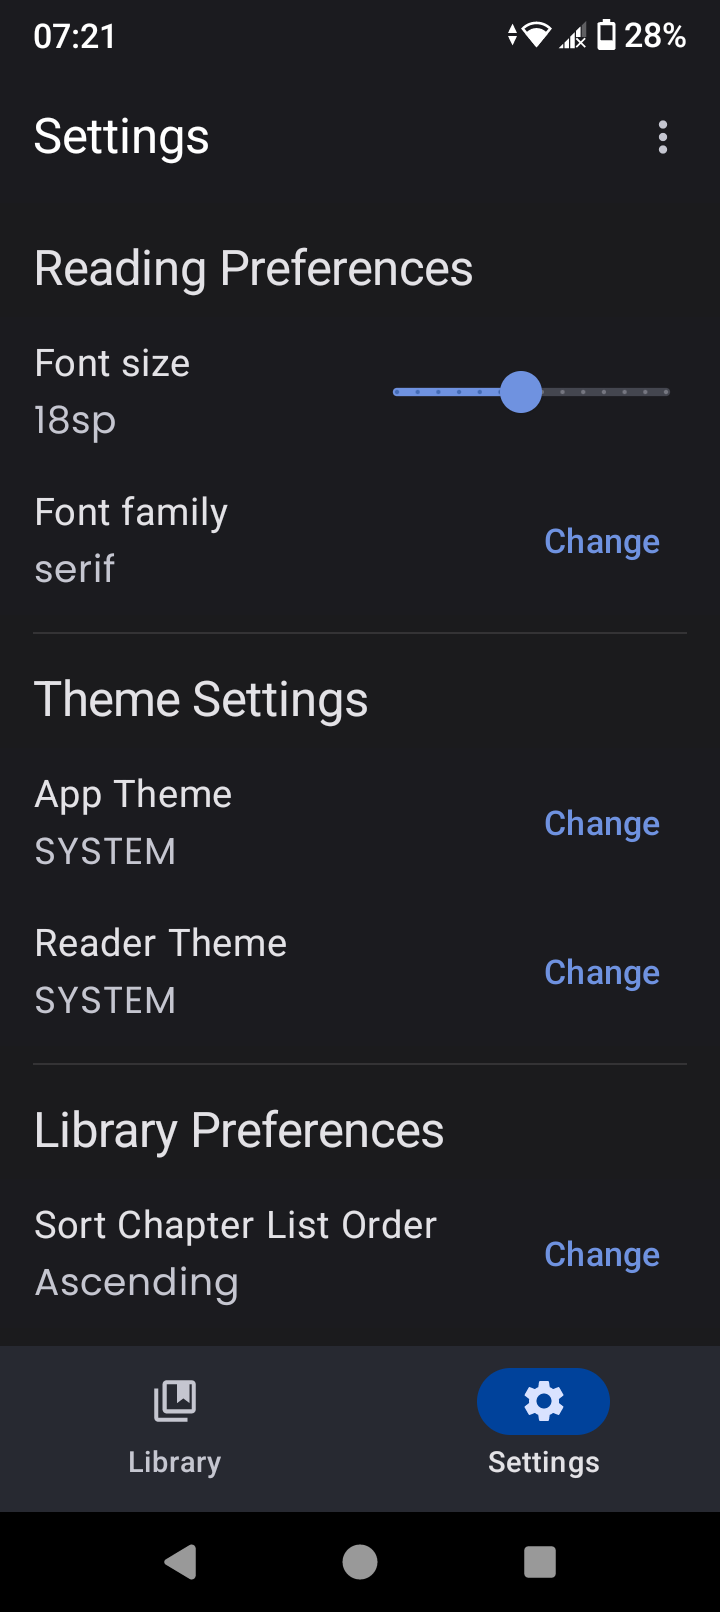 07:21 28%
Settings
Reading Preferences
Font size
18sp
Font family
serif
Change
Theme Settings
App Theme
SYSTEM
Change
Reader Theme
SYSTEM
Change
Library Preferences
Sort Chapter List Order
Ascending
Change
Library Settings